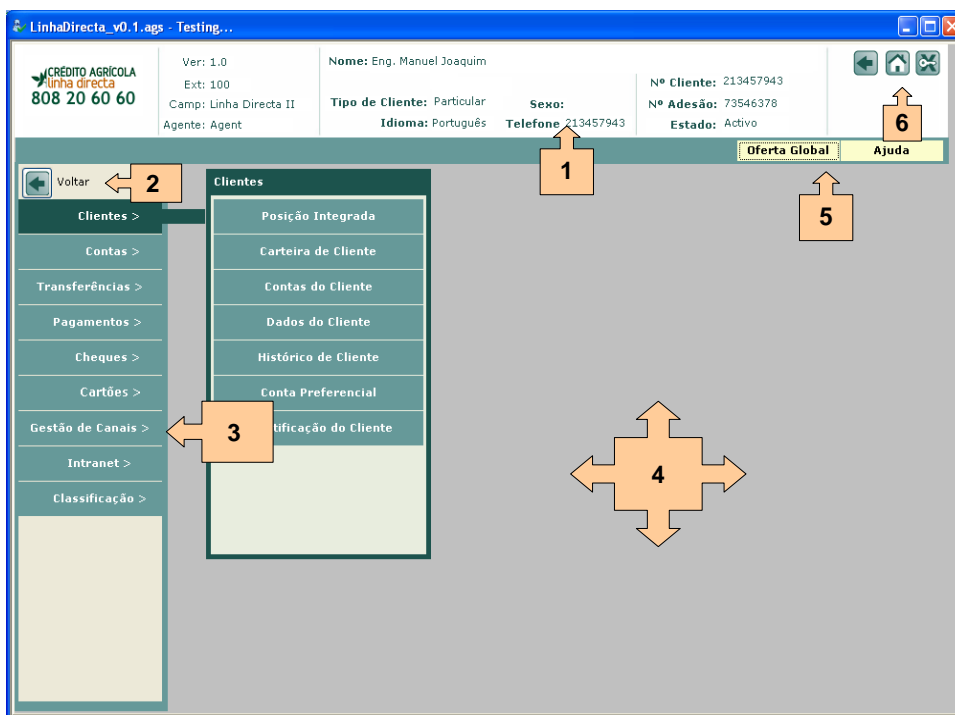 LinhaDirecta_v0.1.ags - Testing...
CRÉDITO AGRÍCOLA
linha directa
808 20 60 60
Ver: 1.0
Ext: 100
Camp: Linha Directa II
Agente: Agent
Nome: Eng. Manuel Joaquim
Tipo de Cliente: Particular
Sexo:
Idioma: Português
Telefone 213457943
Nº Cliente: 213457943
Nº Adesão: 73546378
Estado: Activo
6
Oferta Global
Ajuda
1
5
Voltar
2
Clientes >
Contas >
Transferências >
Pagamentos >
Cheques >
Cartões >
Gestão de Canais >
Intranet >
Classificação >
3
Clientes
Posição Integrada
Carteira de Cliente
Contas do Cliente
Dados do Cliente
Histórico de Cliente
Conta Preferencial
tificação do Cliente
4